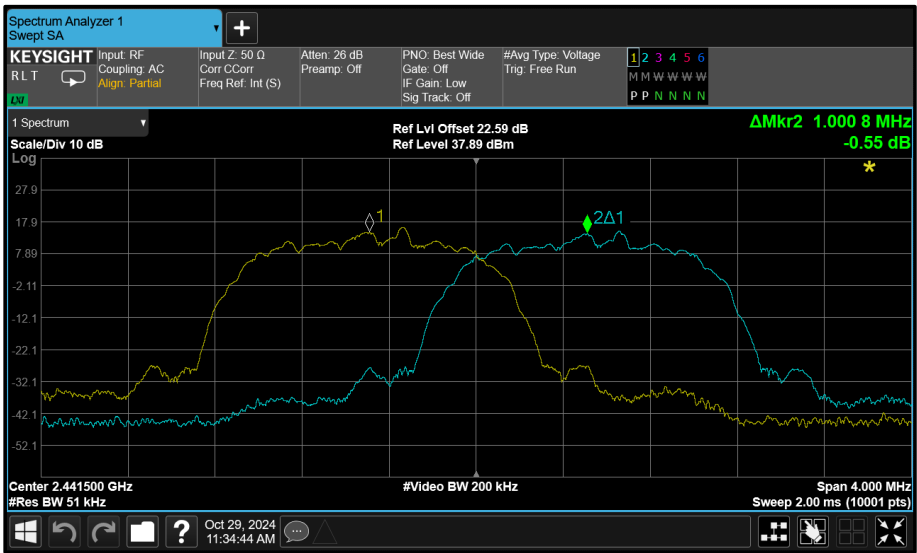 Spectrum Analyzer 1
Swept SA
KEYSIGHT
R L T
LXI
Input: RF
Coupling: AC
Align: Partial
Input Z: 50 Ω
Corr CCorr
Freq Ref: Int (S)
Atten: 26 dB
Preamp: Off
PNO: Best Wide
Gate: Off
IF Gain: Low
Sig Track: Off
#Avg Type: Voltage
Trig: Free Run
1 2 3 4 5 6
M M W W W W
P P N N N N
1 Spectrum
Scale/Div 10 dB
Ref Lvl Offset 22.59 dB
Ref Level 37.89 dBm
ΔMkr2 1.000 8 MHz
-0.55 dB
Log
27.9
17.9
7.89
-2.11
-12.1
-22.1
-32.1
-42.1
-52.1
1
2Δ1
Center 2.441500 GHz
#Res BW 51 kHz
#Video BW 200 kHz
Span 4.000 MHz
Sweep 2.00 ms (10001 pts)
Oct 29, 2024
11:34:44 AM